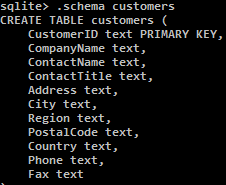 sqlite> .schema customers
CREATE TABLE customers (
    CustomerID text PRIMARY KEY,
    CompanyName text,
    ContactName text,
    ContactTitle text,
    Address text,
    City text,
    Region text,
    PostalCode text,
    Country text,
    Phone text,
    Fax text